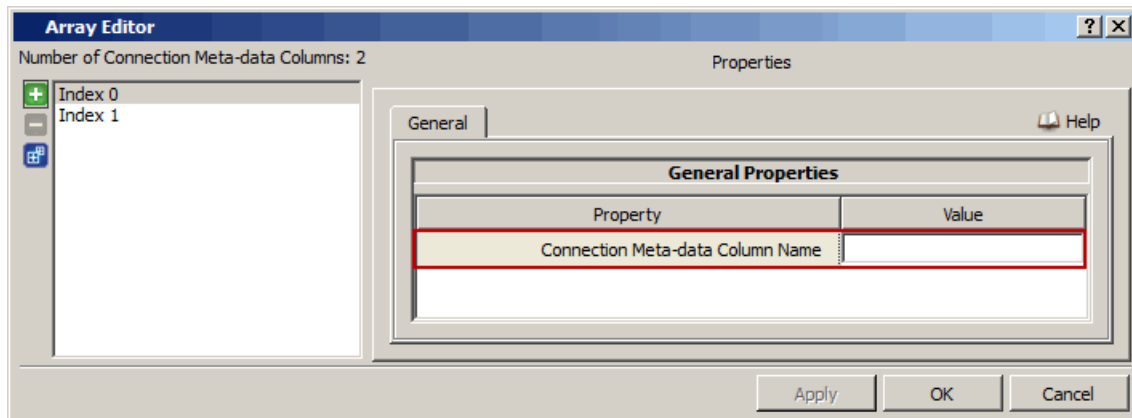 Array Editor
Number of Connection Meta-data Columns: 2
Properties
Index 0
Index 1
General
Help
General Properties
Property Value
Connection Meta-data Column Name
Apply OK Cancel